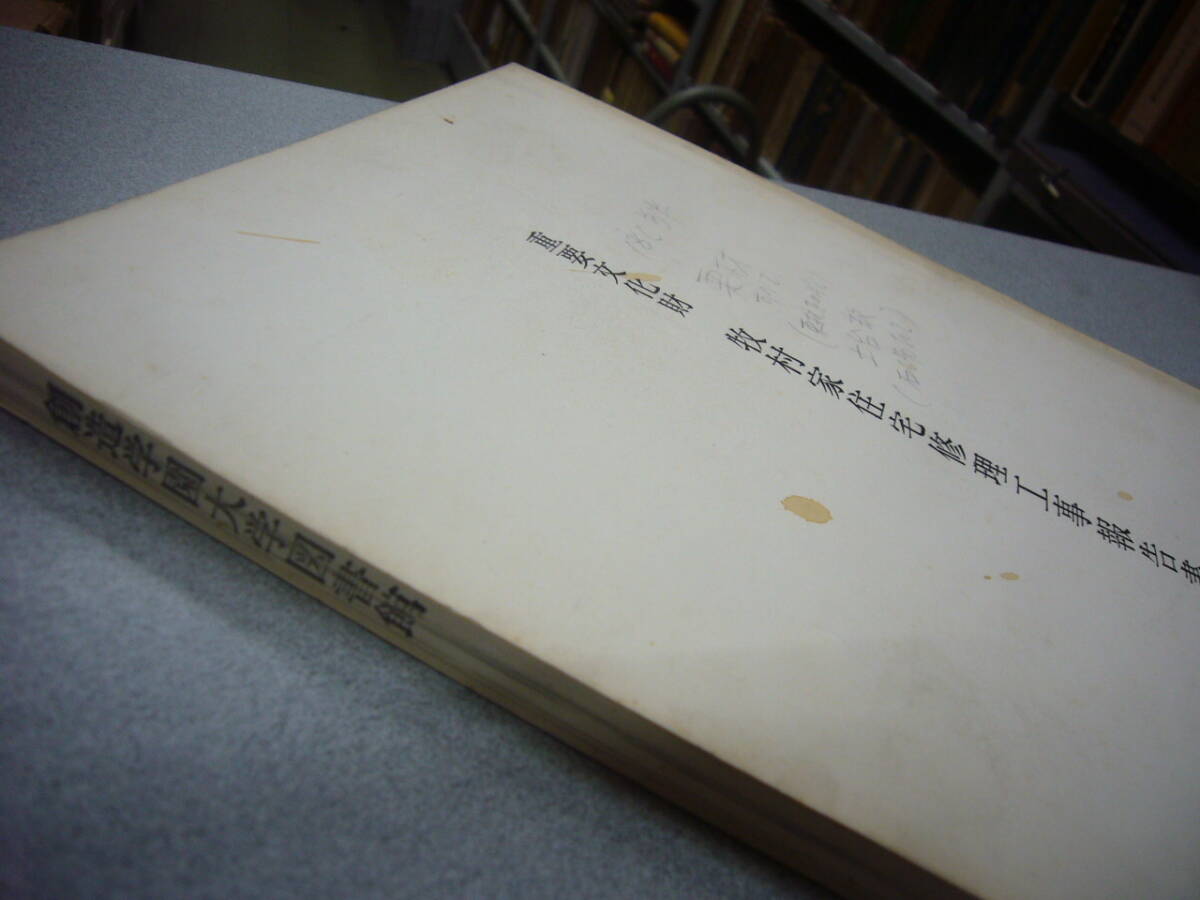 重要文化財 牧村家住宅修理工事報告書
創造学園大学図書館